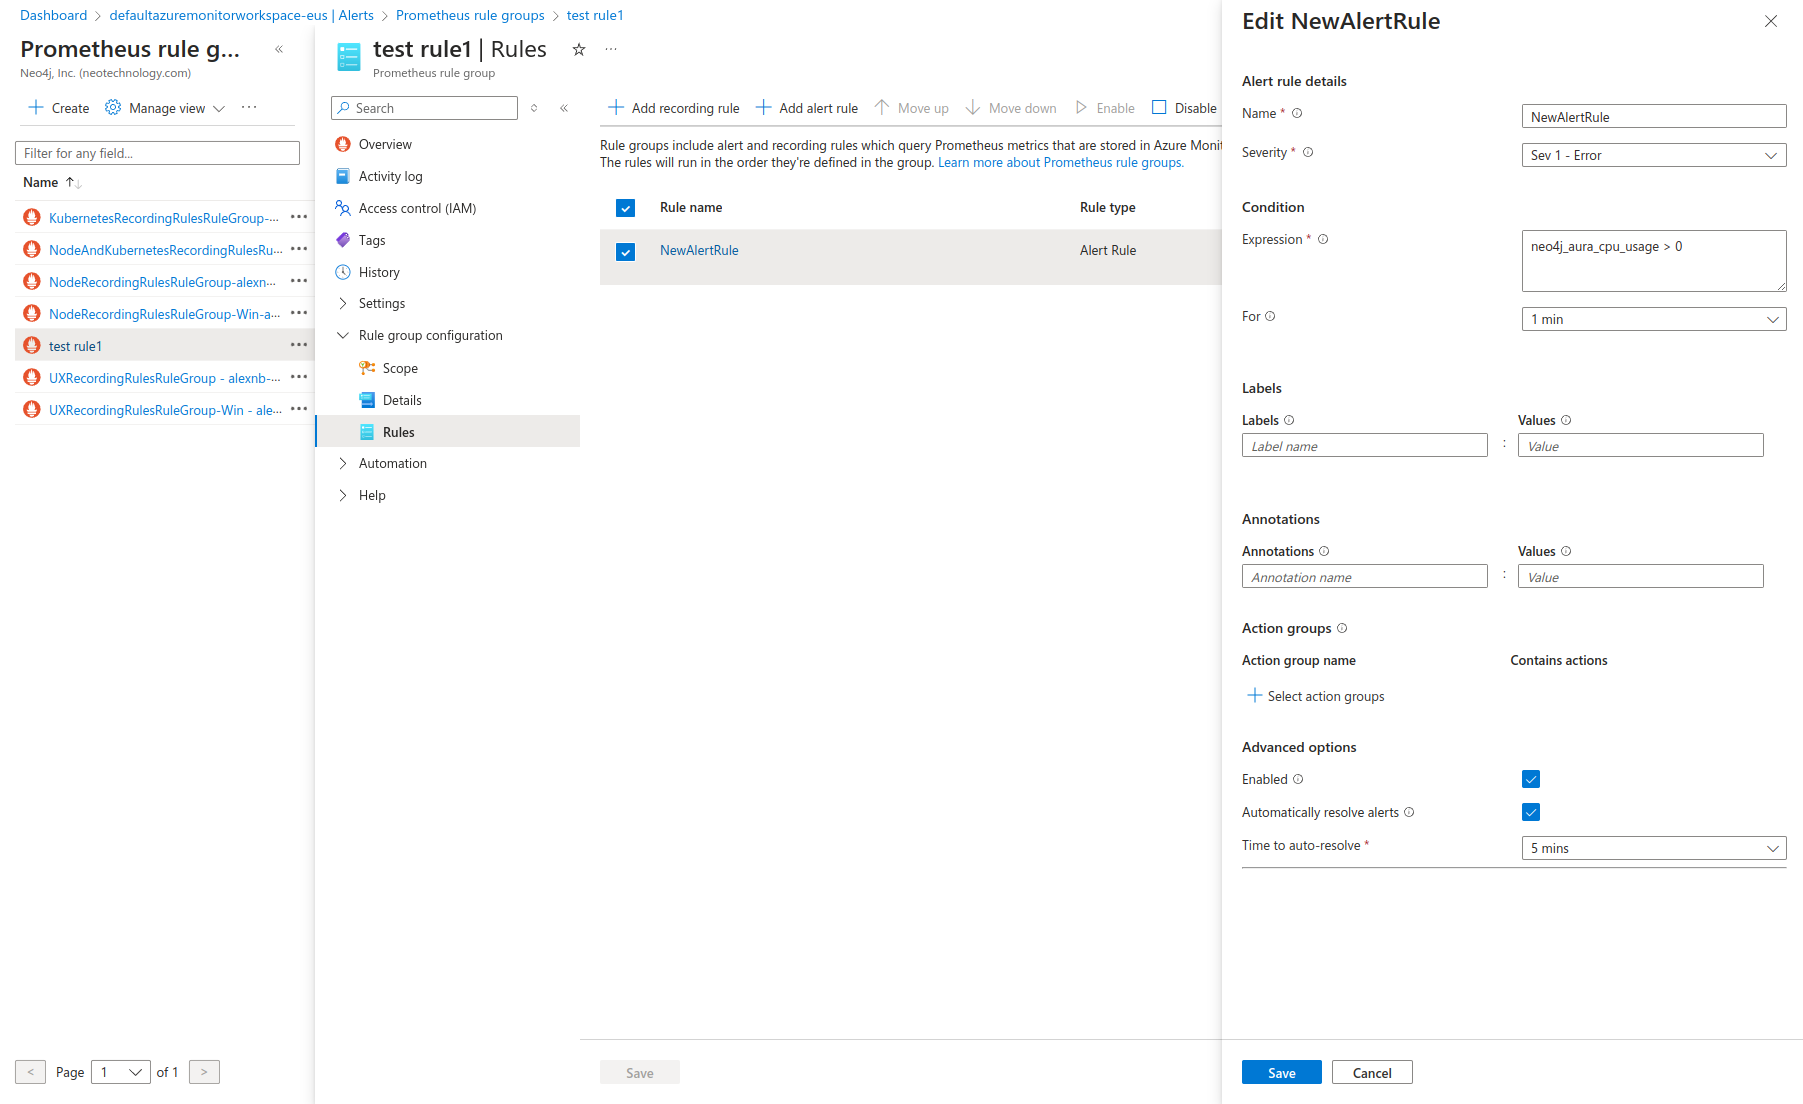 Dashboard > defaultazuremonitorworkspace-eus | Alerts > Prometheus rule groups > test rule1
Prometheus rule g... «
Neo4j, Inc. (neotechnology.com)
Create Manage view ...
Filter for any field...
Name ↑↓
KubernetesRecordingRulesRuleGroup-... •••
NodeAndKubernetesRecordingRulesRu... •••
NodeRecordingRulesRuleGroup-alexn... •••
NodeRecordingRulesRuleGroup-Win-a... •••
test rule1 •••
UXRecordingRulesRuleGroup - alexnb-... •••
UXRecordingRulesRuleGroup-Win - ale... •••
< Page 1 of 1 >
test rule1 | Rules ...
Prometheus rule group
Search «
Overview
Activity log
Access control (IAM)
Tags
History
Settings
Rule group configuration
Scope
Details
Rules
Automation
Help
Add recording rule Add alert rule Move up Move down Enable Disable
Rule groups include alert and recording rules which query Prometheus metrics that are stored in Azure Monit
The rules will run in the order they're defined in the group. Learn more about Prometheus rule groups.
Rule name Rule type
NewAlertRule Alert Rule
Save
Edit NewAlertRule
Alert rule details
Name * NewAlertRule
Severity * Sev 1 - Error
Condition
Expression * neo4j_aura_cpu_usage > 0
For 1 min
Labels
Labels Values
Label name : Value
Annotations
Annotations Values
Annotation name : Value
Action groups
Action group name Contains actions
Select action groups
Advanced options
Enabled
Automatically resolve alerts
Time to auto-resolve * 5 mins
Save Cancel